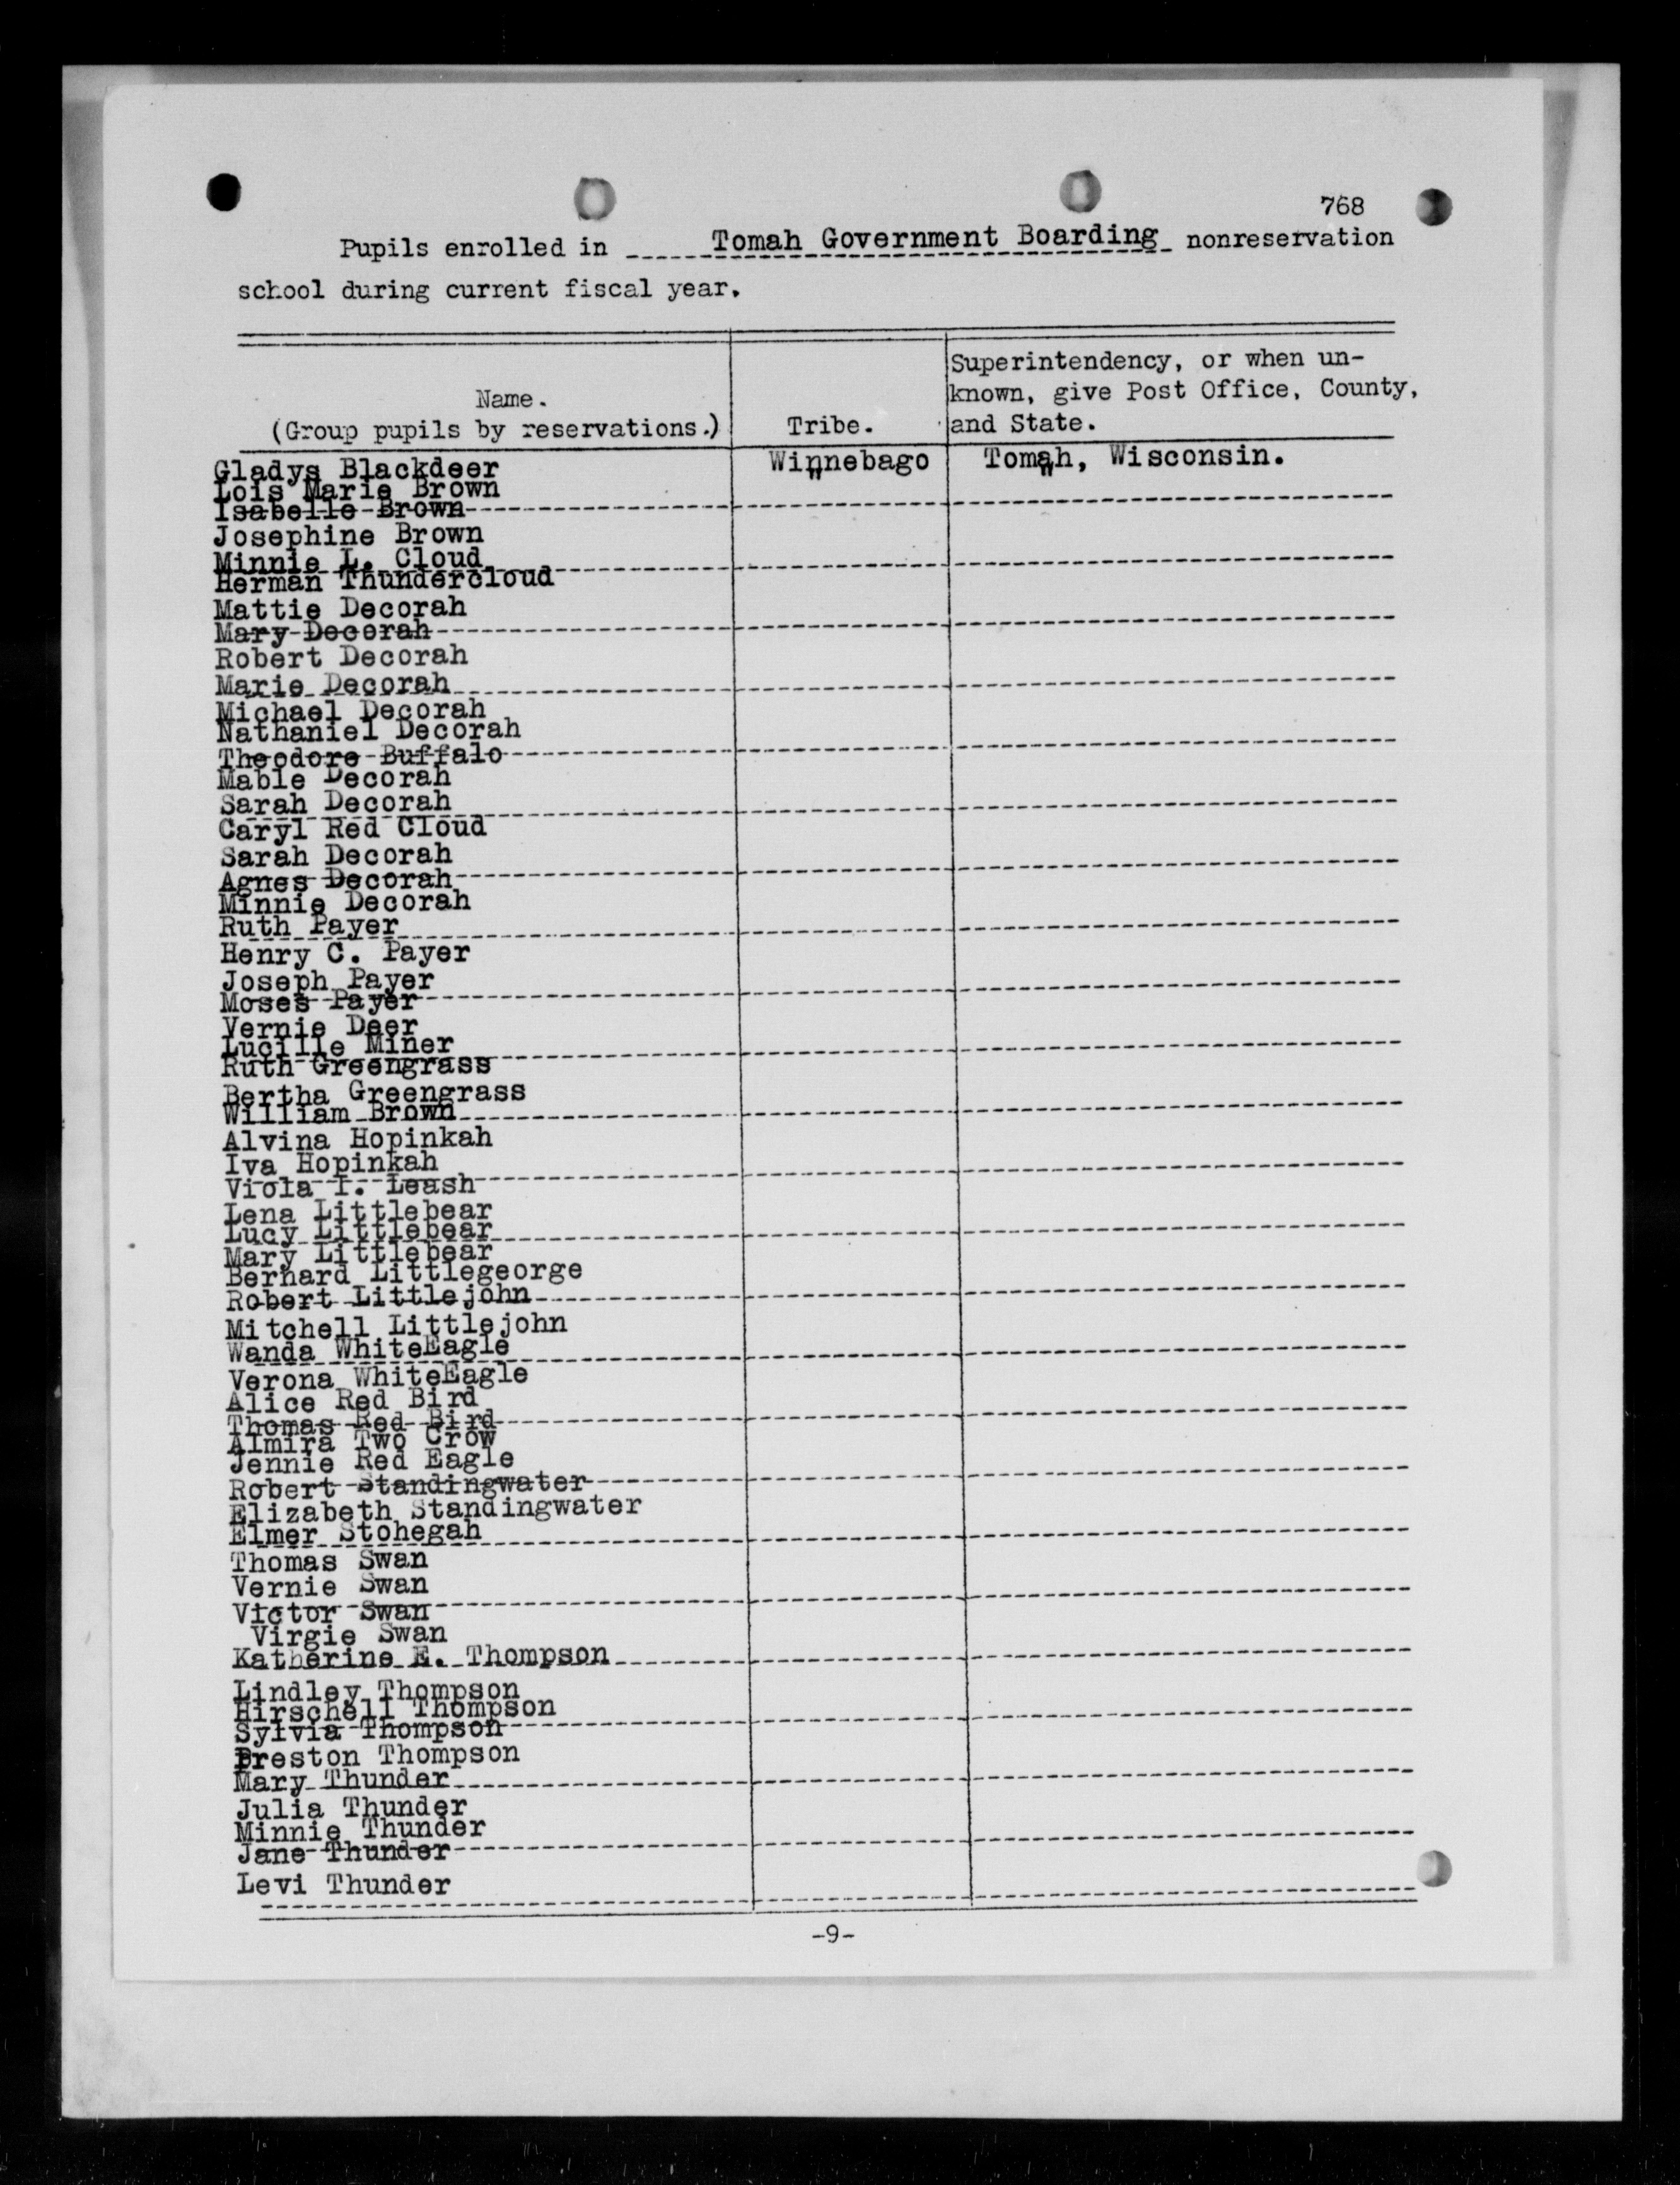 768
Pupils enrolled in Tomah Government Boarding nonreservation
school during current fiscal year.
Name.
(Group pupils by reservations.)
Tribe.
Superintendency, or when un-
known, give Post Office, County,
and State.
Gladys Blackdeer Winnebago Tomah, Wisconsin.
Lois Marie Brown " "
Isabelle Brown
Josephine Brown
Minnie L. Cloud
Herman Thundercloud
Mattie Decorah
Mary Decorah
Robert Decorah
Marie Decorah
Michael Decorah
Nathaniel Decorah
Theodore Buffalo
Mable Decorah
Sarah Decorah
Caryl Red Cloud
Sarah Decorah
Agnes Decorah
Minnie Decorah
Ruth Payer
Henry C. Payer
Joseph Payer
Moses Payer
Vernie Deer
Lucille Miner
Ruth Greengrass
Bertha Greengrass
William Brown
Alvina Hopinkah
Iva Hopinkah
Viola I. Leash
Lena Littlebear
Lucy Littlebear
Mary Littlebear
Bernard Littlegeorge
Robert Littlejohn
Mitchell Littlejohn
Wanda WhiteEagle
Verona WhiteEagle
Alice Red Bird
Thomas Red Bird
Almira Two Crow
Jennie Red Eagle
Robert Standingwater
Elizabeth Standingwater
Elmer Stohegah
Thomas Swan
Vernie Swan
Victor Swan
Virgie Swan
Katherine E. Thompson
Lindley Thompson
Hirschell Thompson
Sylvia Thompson
Preston Thompson
Mary Thunder
Julia Thunder
Minnie Thunder
Jane Thunder
Levi Thunder
-9-